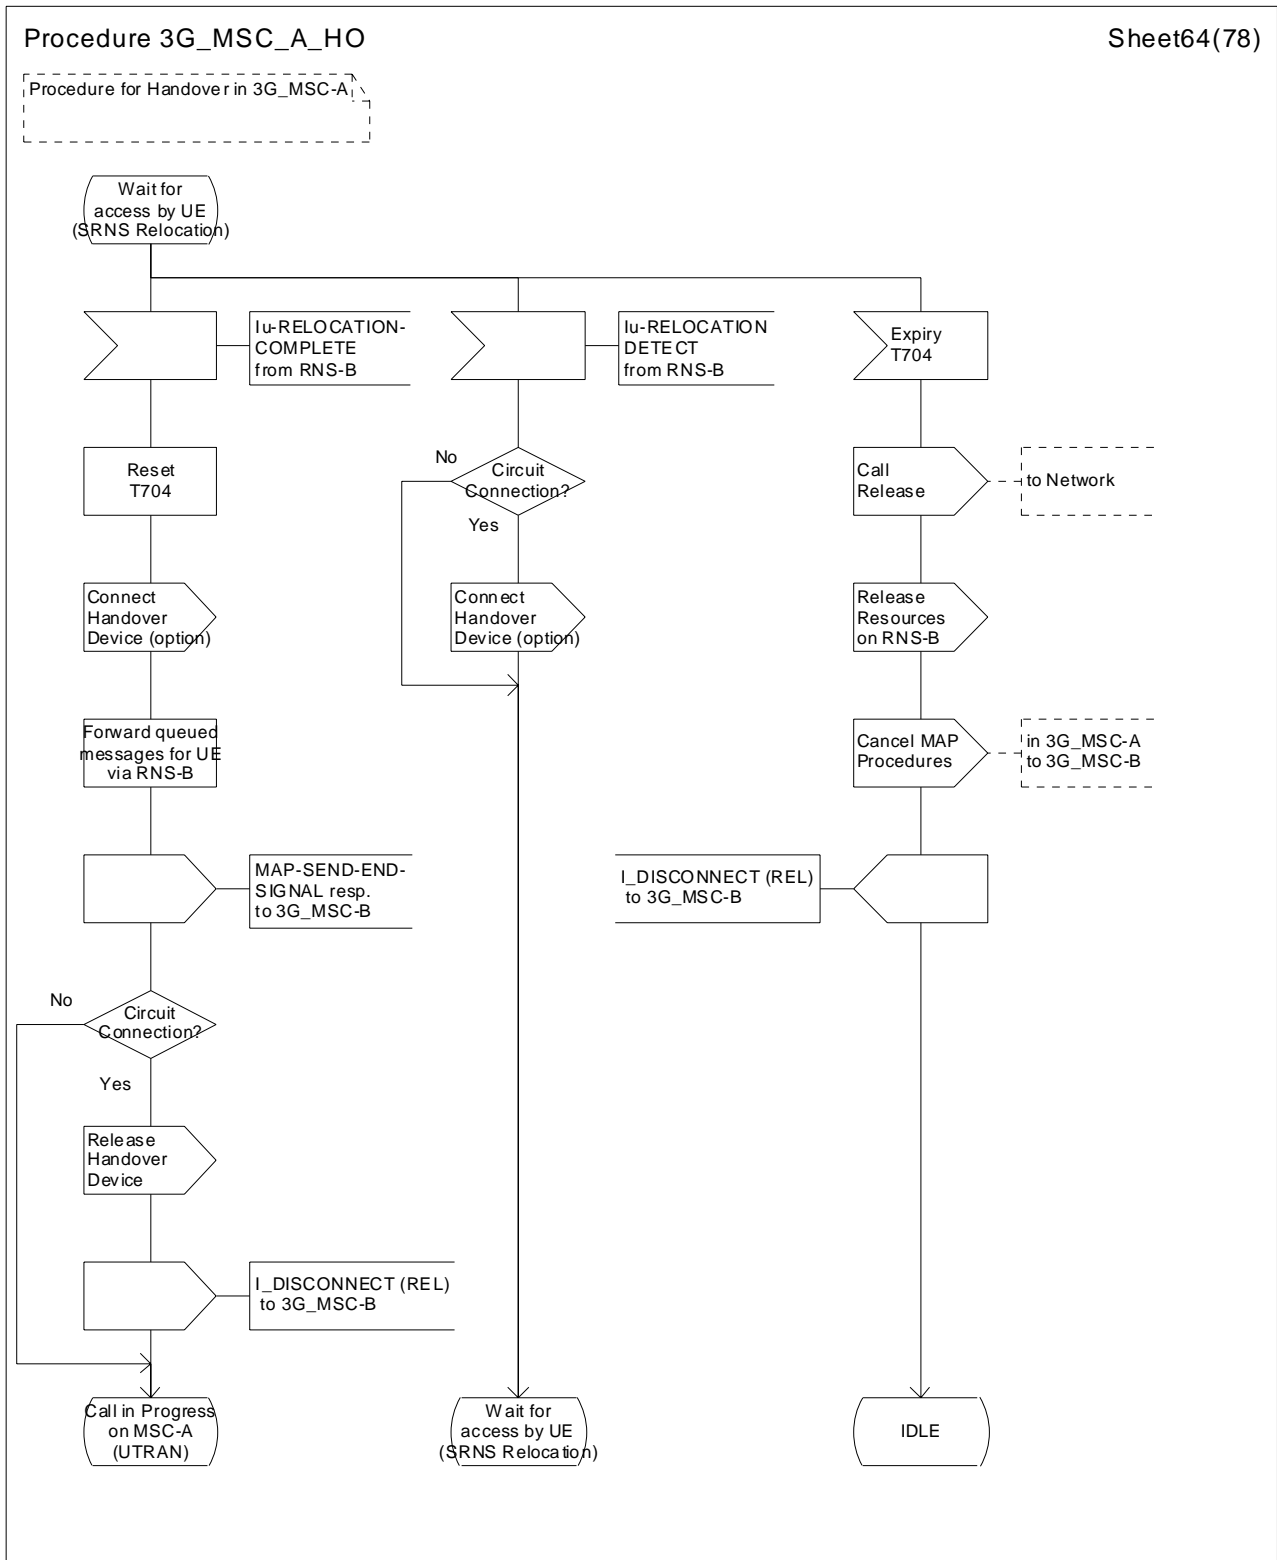 Procedure 3G_MSC_A_HO
Sheet64(78)
Procedure for Handover in 3G_MSC-A
Wait for
access by UE
(SRNS Relocation)
Iu-RELOCATION-
COMPLETE
from RNS-B
Iu-RELOCATION
DETECT
from RNS-B
Expiry
T704
Reset
T704
No
Circuit
Connection?
Yes
Call
Release
to Network
Connect
Handover
Device (option)
Connect
Handover
Device (option)
Release
Resources
on RNS-B
Forward queued
messages for UE
via RNS-B
Cancel MAP
Procedures
in 3G_MSC-A
to 3G_MSC-B
MAP-SEND-END-
SIGNAL resp.
to 3G_MSC-B
I_DISCONNECT (REL)
to 3G_MSC-B
No
Circuit
Connection?
Yes
Release
Handover
Device
I_DISCONNECT (REL)
to 3G_MSC-B
Call in Progress
on MSC-A
(UTRAN)
Wait for
access by UE
(SRNS Relocation)
IDLE